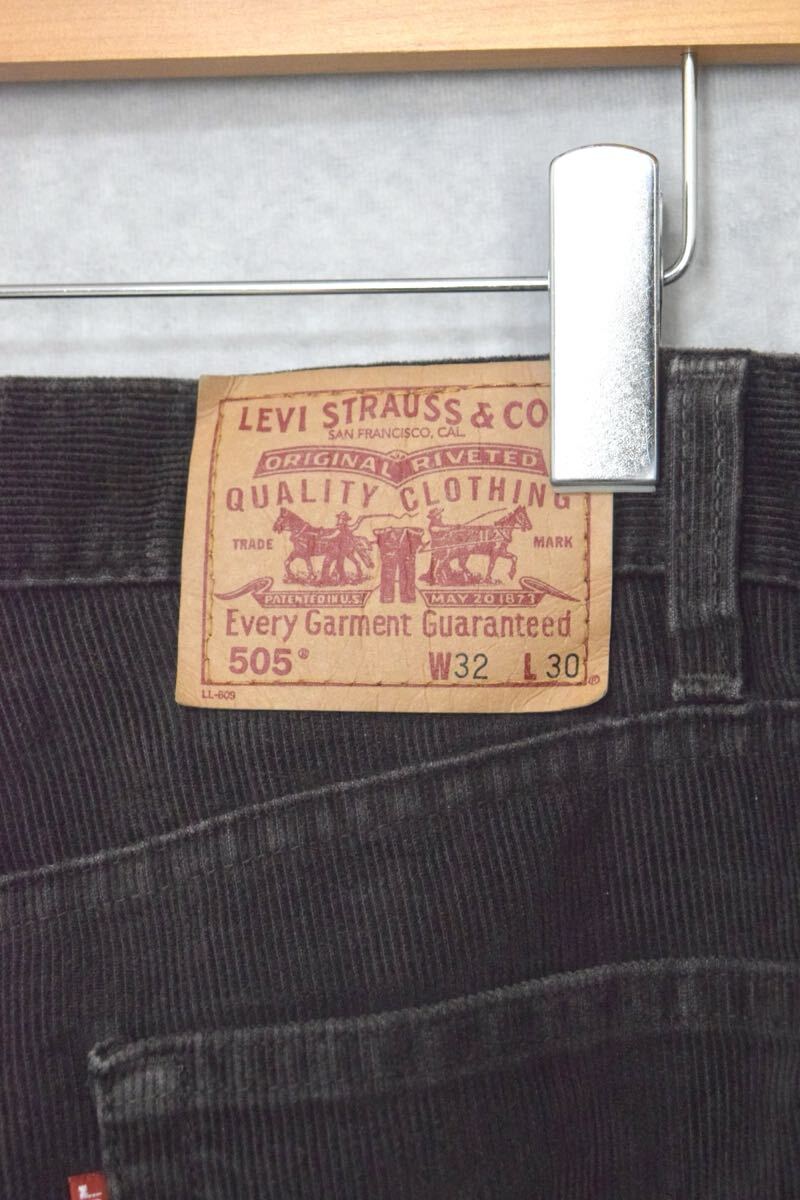 LEVI STRAUSS & CO
SAN FRANCISCO, CAL.
ORIGINAL RIVETED
QUALITY CLOTHING
TRADE MARK
PATENTED IN U.S. MAY 20 1873
Every Garment Guaranteed
505® W32 L30
LL-609 ®
L